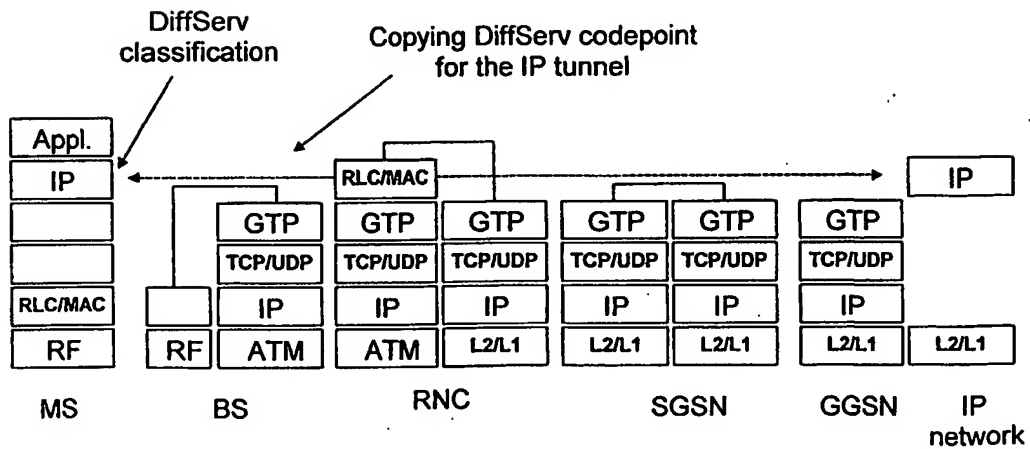 DiffServ
classification
Copying DiffServ codepoint
for the IP tunnel
Appl.
IP RLC/MAC IP
GTP GTP GTP GTP GTP GTP
TCP/UDP TCP/UDP TCP/UDP TCP/UDP TCP/UDP TCP/UDP
RLC/MAC IP IP IP IP IP IP
RF RF ATM ATM L2/L1 L2/L1 L2/L1 L2/L1 L2/L1
MS BS RNC SGSN GGSN IP
network